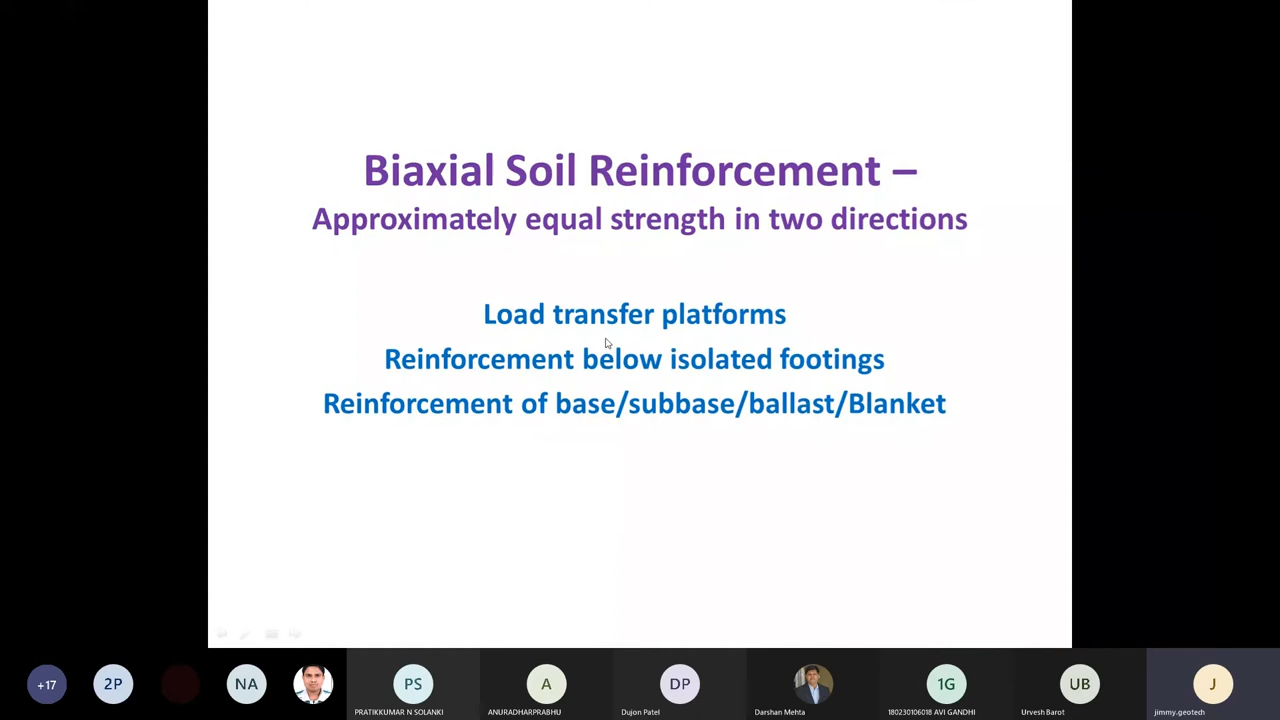 Biaxial Soil Reinforcement –
Approximately equal strength in two directions
Load transfer platforms
Reinforcement below isolated footings
Reinforcement of base/subbase/ballast/Blanket
+17
2P
NA
PS
A
DP
1G
UB
J
PRATIKKUMAR N SOLANKI
ANURADHARPRABHU
Dujon Patel
Darshan Mehta
180230106018 AVI GANDHI
Urvesh Barot
jimmy.geotech